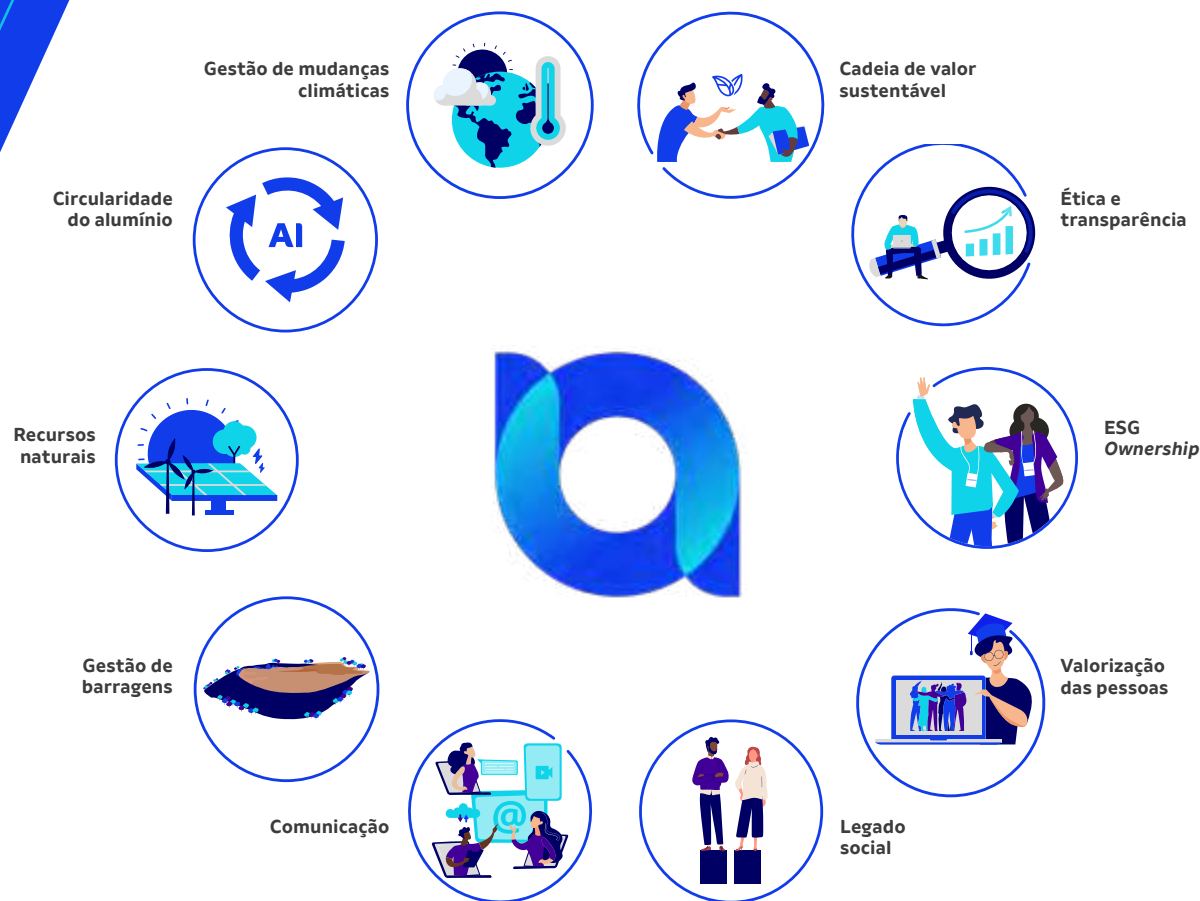 Gestão de mudanças
climáticas
Cadeia de valor
sustentável
Circularidade
do alumínio
Al
Ética e
transparência
Recursos
naturais
ESG
Ownership
Gestão de
barragens
Valorização
das pessoas
@
Comunicação
Legado
social